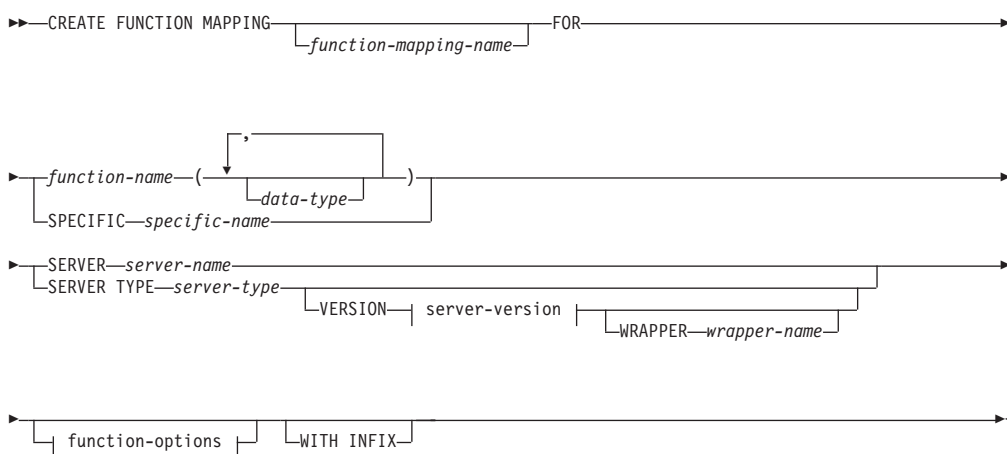 CREATE FUNCTION MAPPING FOR
function-mapping-name
,
function-name ( )
data-type
SPECIFIC specific-name
SERVER server-name
SERVER TYPE server-type
VERSION server-version
WRAPPER wrapper-name
function-options WITH INFIX